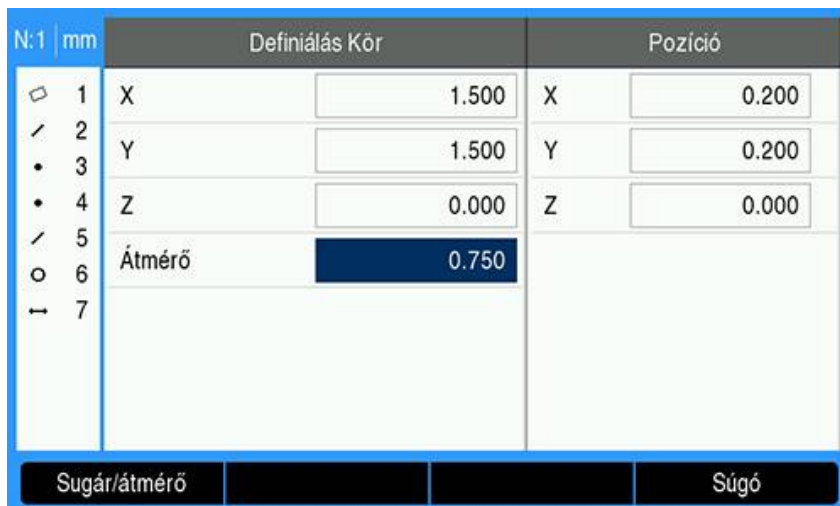 N:1 mm Definiálás Kör Pozíció
1 X 1.500 X 0.200
2
3 Y 1.500 Y 0.200
4 Z 0.000 Z 0.000
5
6 Átmérő 0.750
7
Sugár/átmérő Súgó